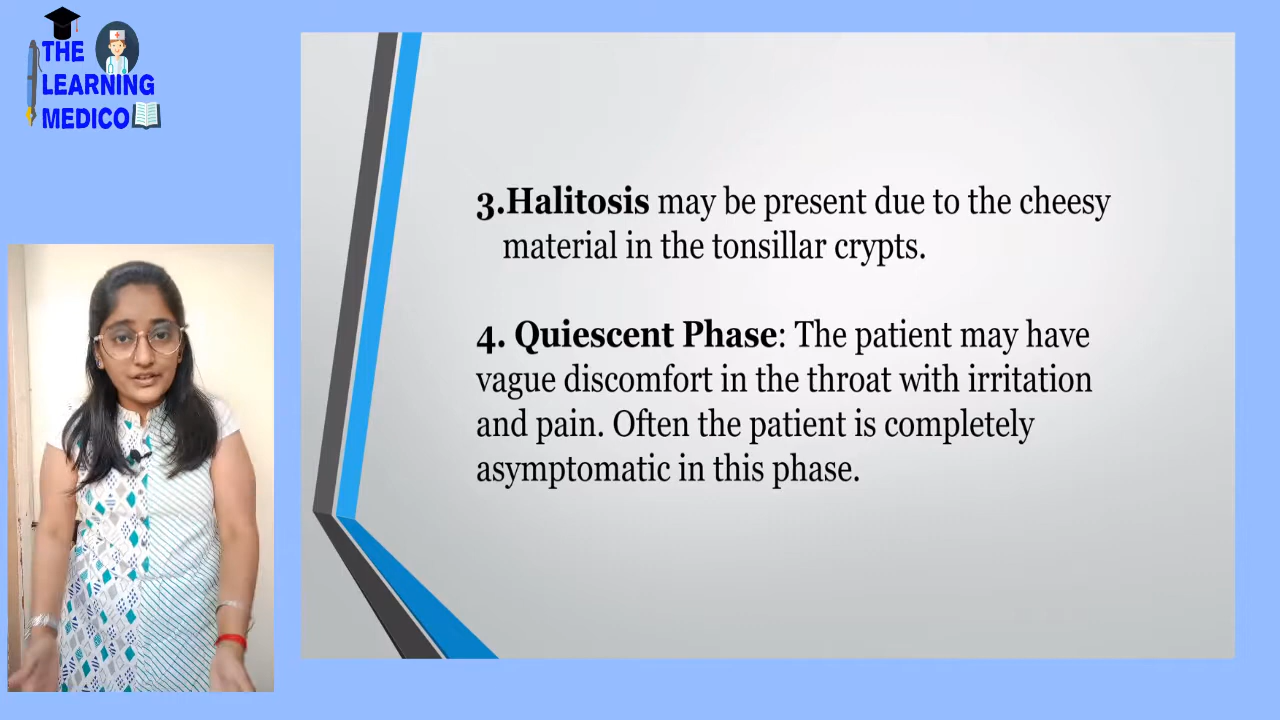 THE
LEARNING
MEDICO
3.Halitosis may be present due to the cheesy
material in the tonsillar crypts.
4. Quiescent Phase: The patient may have
vague discomfort in the throat with irritation
and pain. Often the patient is completely
asymptomatic in this phase.